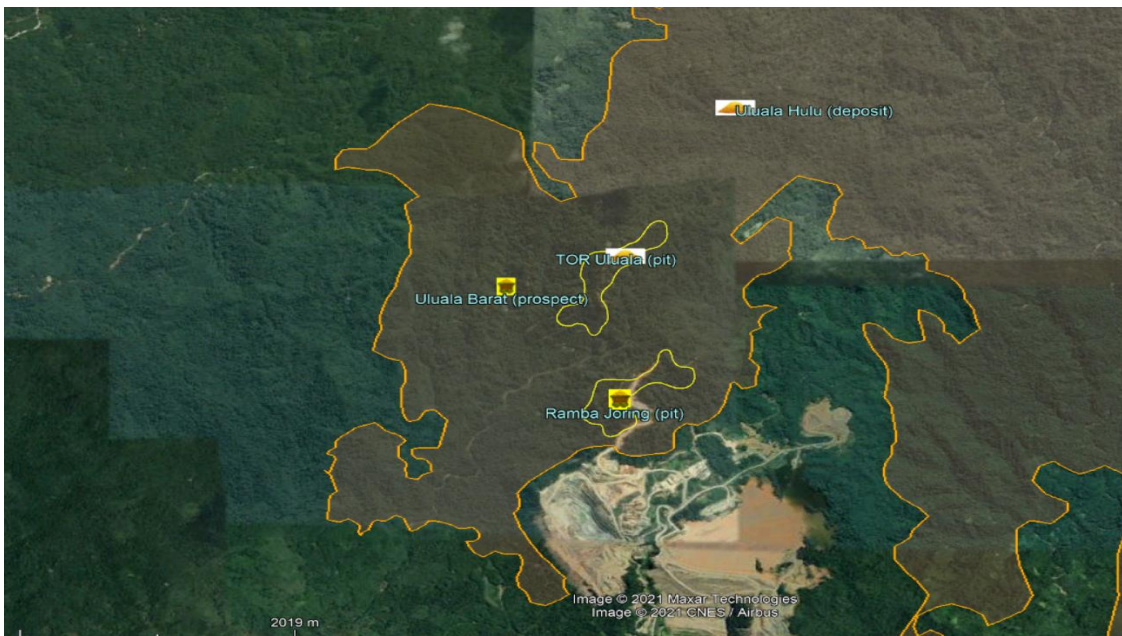 Uluala Hulu (deposit)
TOR Uluala (pit)
Uluala Barat (prospect)
Ramba Joring (pit)
Image © 2021 Maxar Technologies
Image © 2021 CNES / Airbus
2019 m